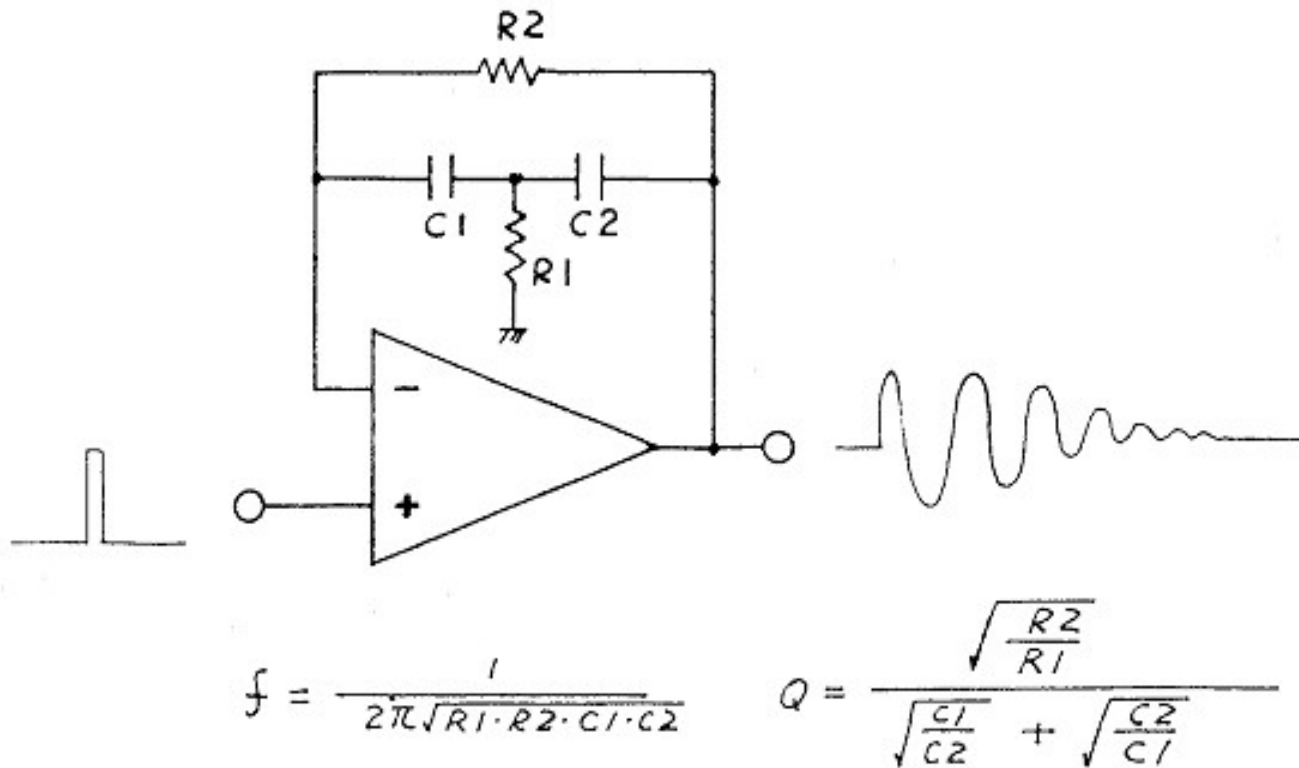 R2
C1
C2
R1
−
+
f = 1 / 2π√(R1·R2·C1·C2)
Q = √(R2/R1) / (√(C1/C2) + √(C2/C1))